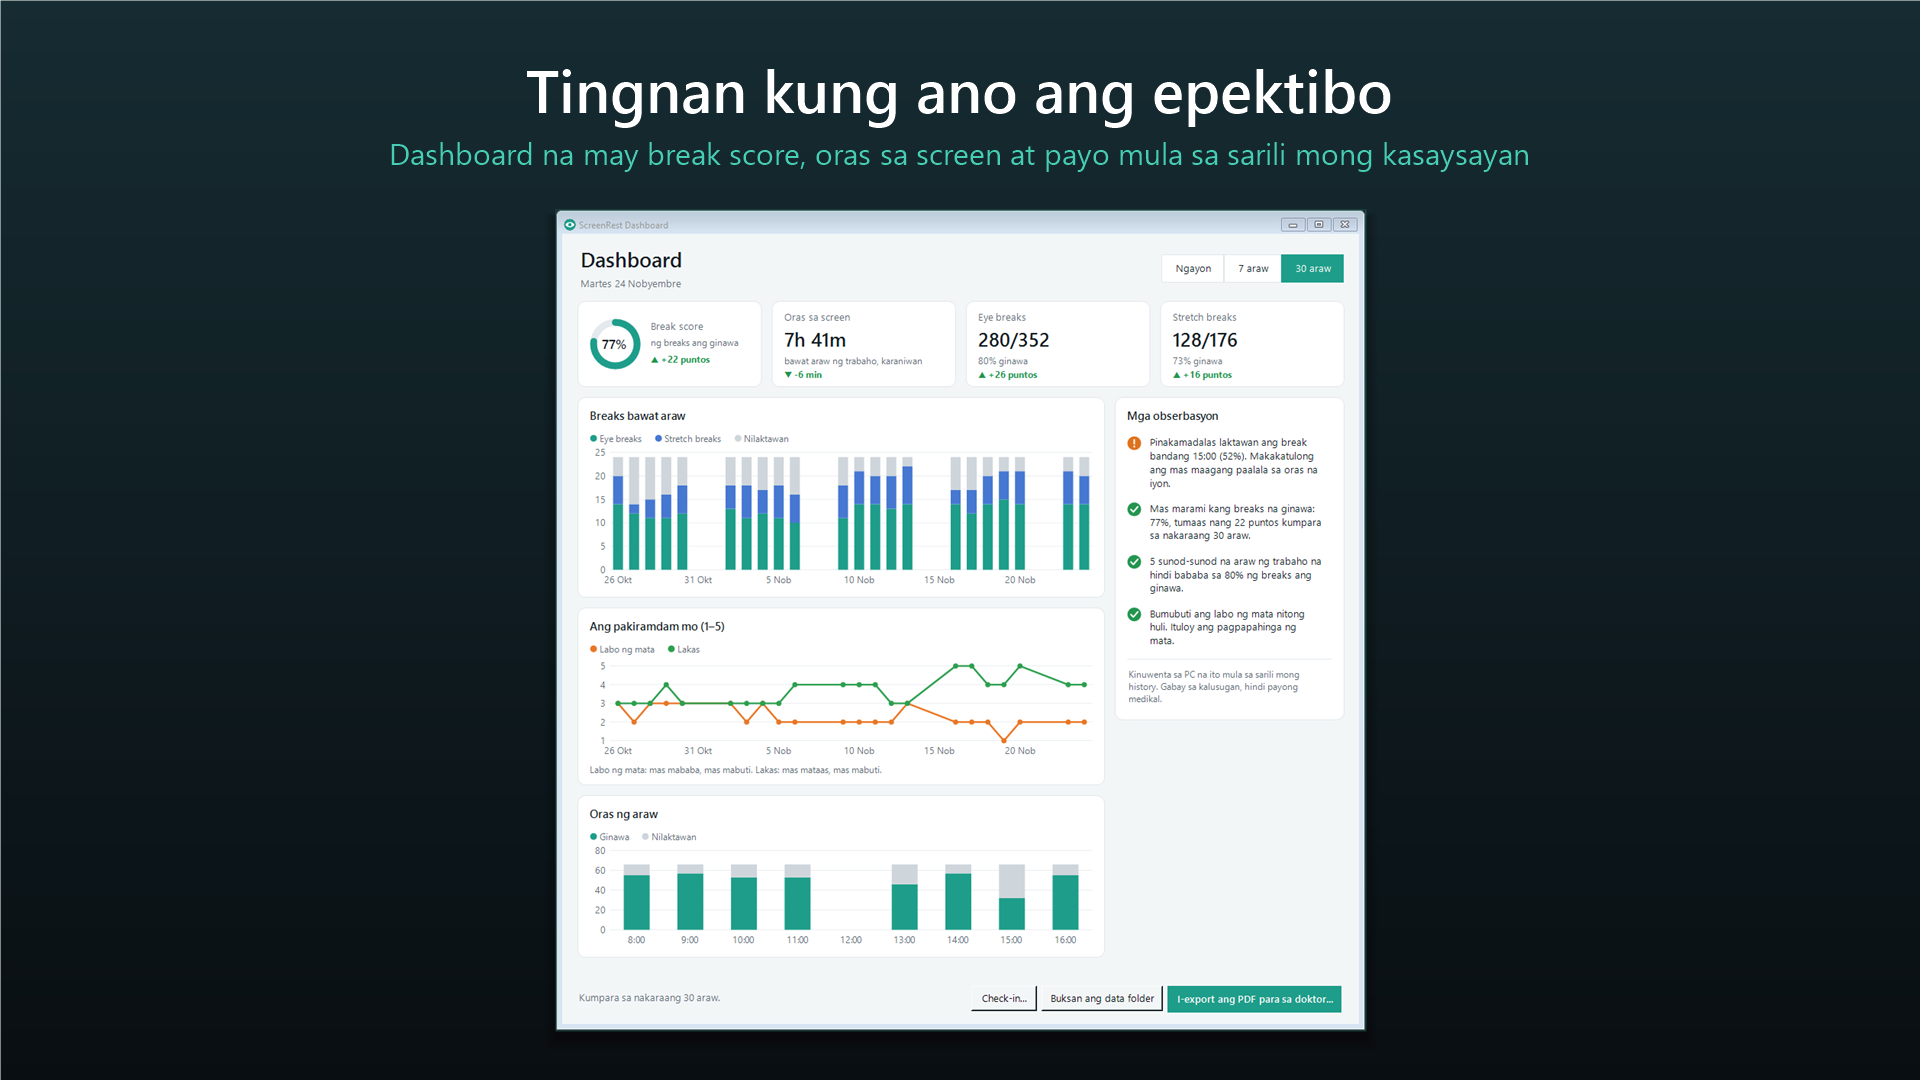 Tingnan kung ano ang epektibo
Dashboard na may break score, oras sa screen at payo mula sa sarili mong kasaysayan
ScreenRest Dashboard
Dashboard
Martes 24 Nobyembre
Ngayon
7 araw
30 araw
77%
Break score
ng breaks ang ginawa
▲ +22 puntos
Oras sa screen
7h 41m
bawat araw ng trabaho, karaniwan
▼ -6 min
Eye breaks
280/352
80% ginawa
▲ +26 puntos
Stretch breaks
128/176
73% ginawa
▲ +16 puntos
Breaks bawat araw
Eye breaks
Stretch breaks
Nilaktawan
25
20
15
10
5
0
26 Okt
31 Okt
5 Nob
10 Nob
15 Nob
20 Nob
Ang pakiramdam mo (1–5)
Labo ng mata
Lakas
5
4
3
2
1
26 Okt
31 Okt
5 Nob
10 Nob
15 Nob
20 Nob
Labo ng mata: mas mababa, mas mabuti. Lakas: mas mataas, mas mabuti.
Oras ng araw
Ginawa
Nilaktawan
80
60
40
20
0
8:00
9:00
10:00
11:00
12:00
13:00
14:00
15:00
16:00
Mga obserbasyon
Pinakamadalas laktawan ang break
bandang 15:00 (52%). Makakatulong
ang mas maagang paalala sa oras na
iyon.
Mas marami kang breaks na ginawa:
77%, tumaas nang 22 puntos kumpara
sa nakaraang 30 araw.
5 sunod-sunod na araw ng trabaho na
hindi bababa sa 80% ng breaks ang
ginawa.
Bumubuti ang labo ng mata nitong
huli. Ituloy ang pagpapahinga ng
mata.
Kinuwenta sa PC na ito mula sa sarili mong
history. Gabay sa kalusugan, hindi payong
medikal.
Kumpara sa nakaraang 30 araw.
Check-in...
Buksan ang data folder
I-export ang PDF para sa doktor...